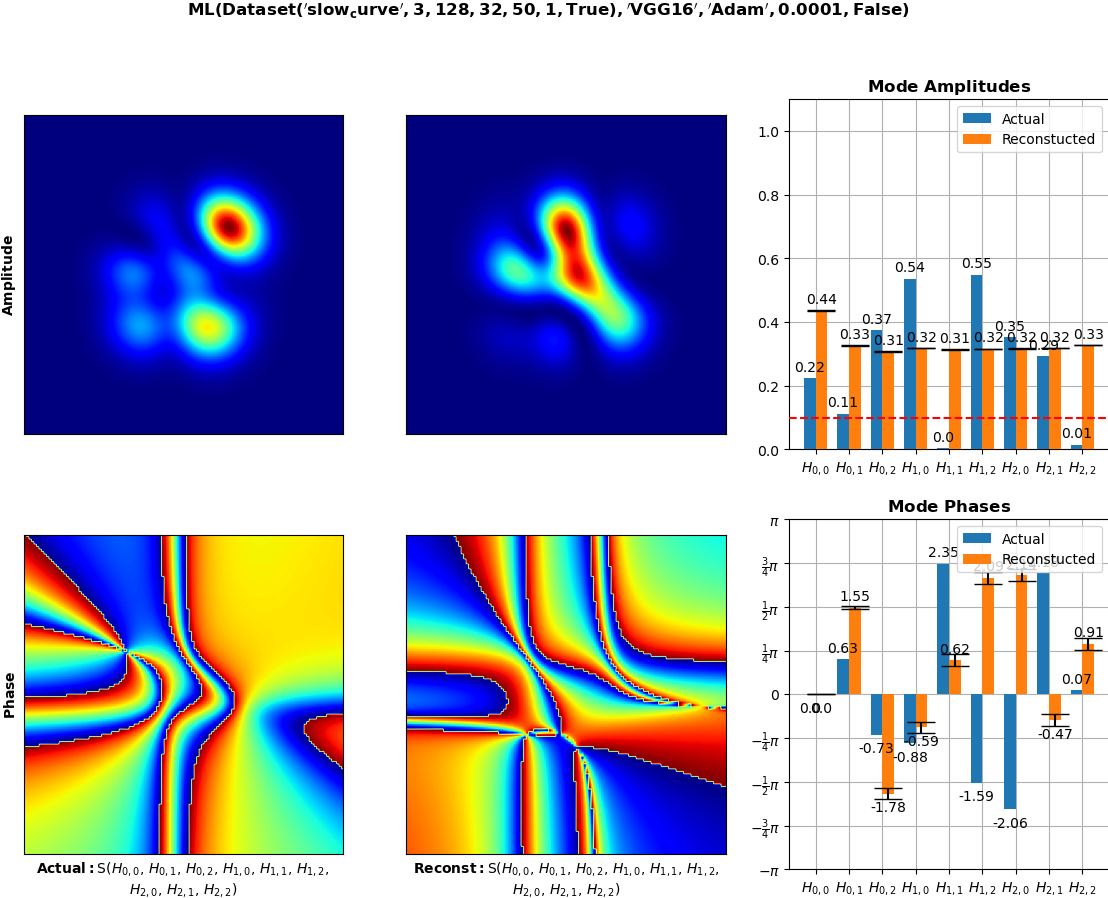 ML(Dataset('slow_curve', 3, 128, 32, 50, 1, True), 'VGG16', 'Adam', 0.0001, False)
Amplitude
Mode Amplitudes
Actual
Reconstucted
1.0
0.8
0.6
0.4
0.2
0.0
0.22
0.44
0.11
0.33
0.37
0.31
0.54
0.32
0.0
0.31
0.55
0.32
0.35
0.32
0.29
0.32
0.01
0.33
H0,0 H0,1 H0,2 H1,0 H1,1 H1,2 H2,0 H2,1 H2,2
Phase
Actual: S(H0,0, H0,1, H0,2, H1,0, H1,1, H1,2,
H2,0, H2,1, H2,2)
Reconst: S(H0,0, H0,1, H0,2, H1,0, H1,1, H1,2,
H2,0, H2,1, H2,2)
Mode Phases
Actual
Reconstucted
π
3/4π
1/2π
1/4π
0
−1/4π
−1/2π
−3/4π
−π
0.0
0.0
0.63
1.55
-0.73
-1.78
-0.88
-0.59
2.35
0.62
-1.59
2.09
-2.06
-0.47
0.07
0.91
H0,0 H0,1 H0,2 H1,0 H1,1 H1,2 H2,0 H2,1 H2,2